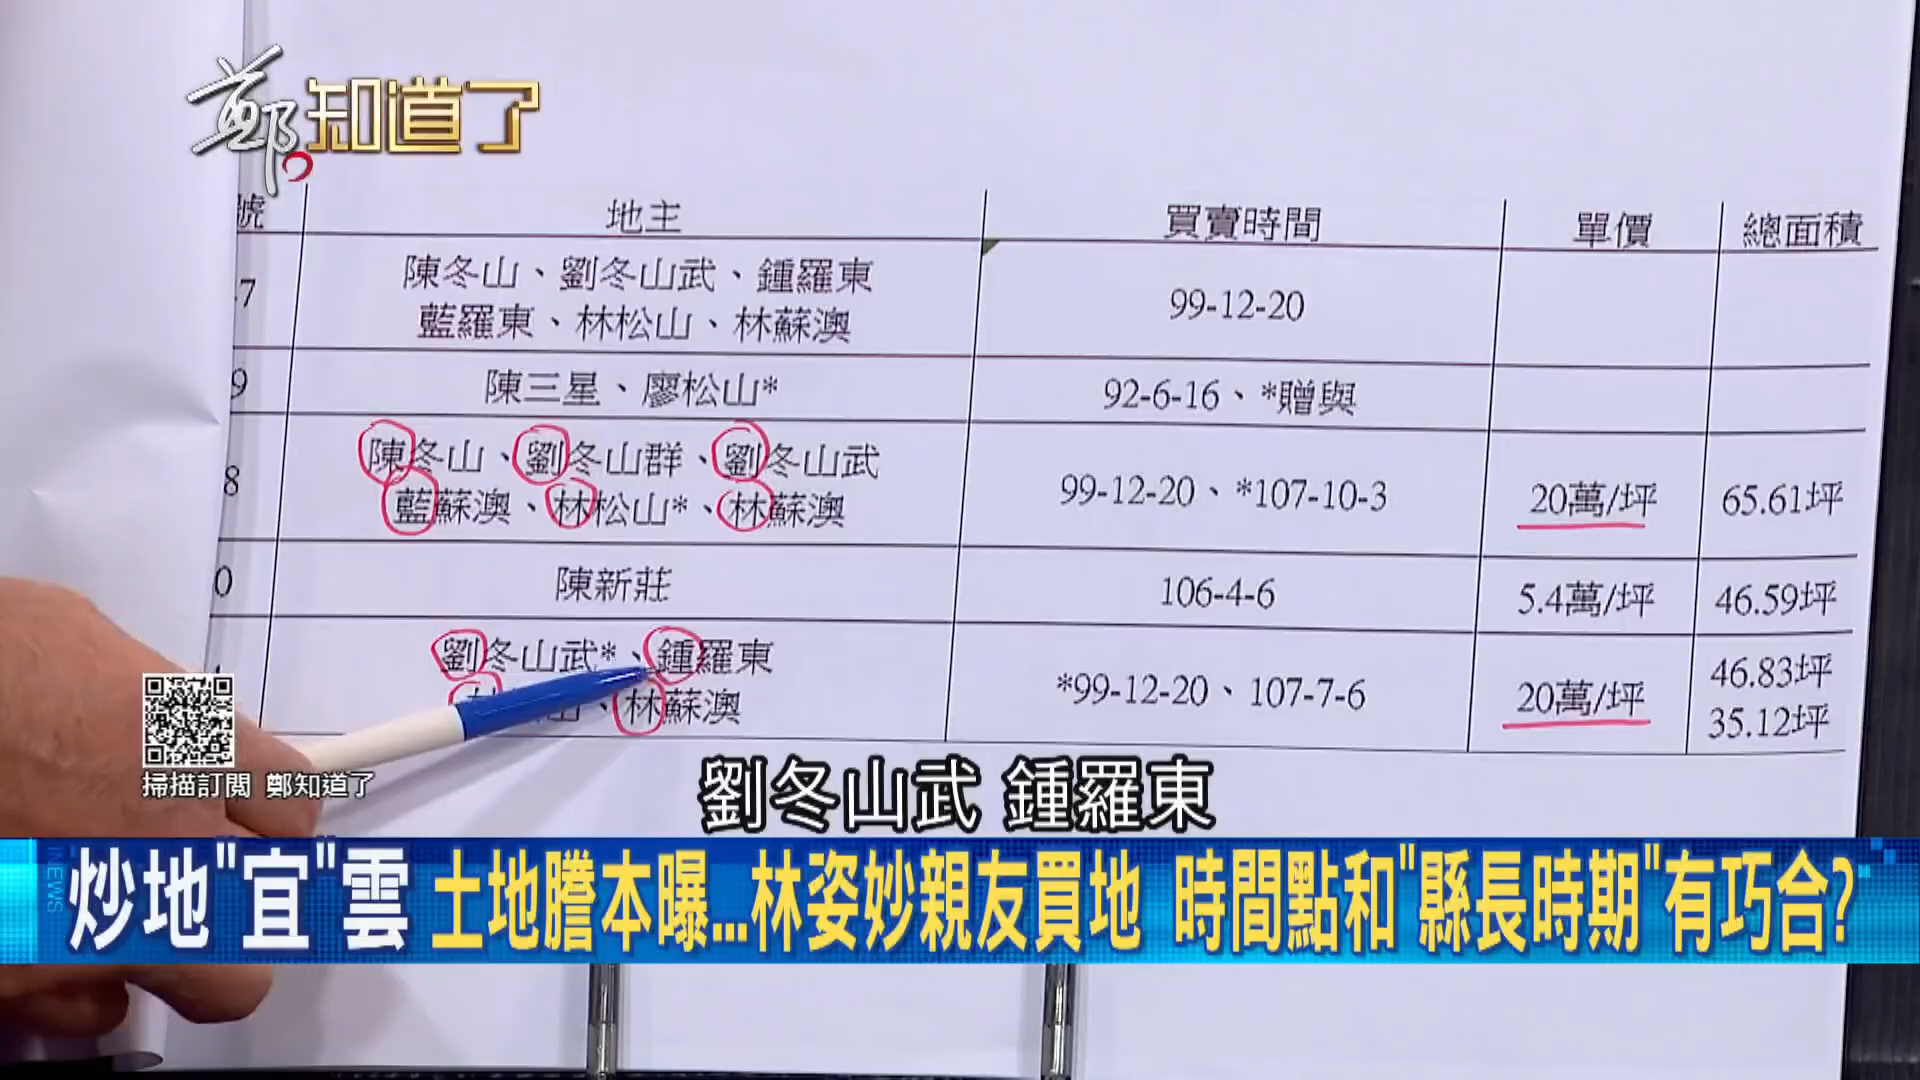 鄭知道了
號 地主 買賣時間 單價 總面積
7 陳冬山、劉冬山武、鍾羅東
藍羅東、林松山、林蘇澳 99-12-20
9 陳三星、廖松山* 92-6-16、*贈與
8 陳冬山、劉冬山群、劉冬山武
藍蘇澳、林松山*、林蘇澳 99-12-20、*107-10-3 20萬/坪 65.61坪
0 陳新莊 106-4-6 5.4萬/坪 46.59坪
劉冬山武*、鍾羅東 46.83坪
林 山、林蘇澳 *99-12-20、107-7-6 20萬/坪 35.12坪
掃描訂閱 鄭知道了
劉冬山武 鍾羅東
INEWS
炒地"宜"雲 土地謄本曝...林姿妙親友買地 時間點和"縣長時期"有巧合?